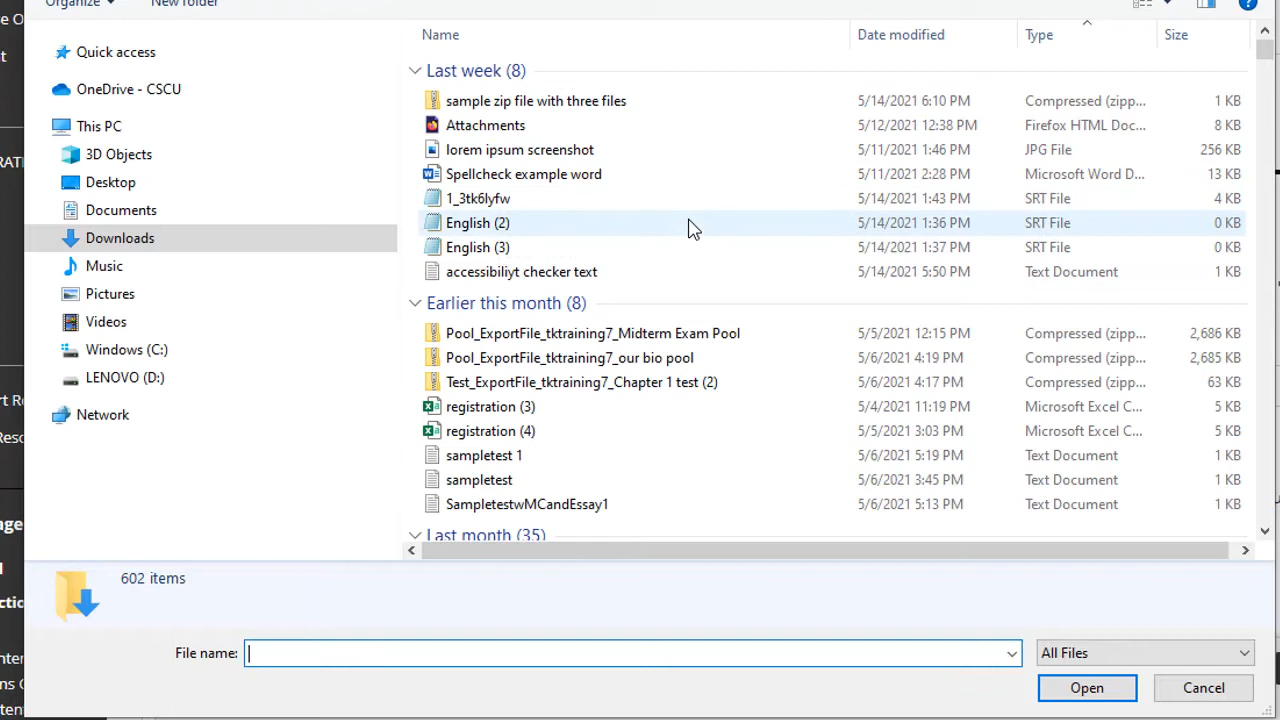 Organize
New folder
Name Date modified Type Size
Quick access
OneDrive - CSCU
This PC
3D Objects
Desktop
Documents
Downloads
Music
Pictures
Videos
Windows (C:)
LENOVO (D:)
Network
Last week (8)
sample zip file with three files 5/14/2021 6:10 PM Compressed (zipp... 1 KB
Attachments 5/12/2021 12:38 PM Firefox HTML Doc... 8 KB
lorem ipsum screenshot 5/11/2021 1:46 PM JPG File 256 KB
Spellcheck example word 5/11/2021 2:28 PM Microsoft Word D... 13 KB
1_3tk6lyfw 5/14/2021 1:43 PM SRT File 4 KB
English (2) 5/14/2021 1:36 PM SRT File 0 KB
English (3) 5/14/2021 1:37 PM SRT File 0 KB
accessibiliyt checker text 5/14/2021 5:50 PM Text Document 1 KB
Earlier this month (8)
Pool_ExportFile_tktraining7_Midterm Exam Pool 5/5/2021 12:15 PM Compressed (zipp... 2,686 KB
Pool_ExportFile_tktraining7_our bio pool 5/6/2021 4:19 PM Compressed (zipp... 2,685 KB
Test_ExportFile_tktraining7_Chapter 1 test (2) 5/6/2021 4:17 PM Compressed (zipp... 63 KB
registration (3) 5/4/2021 11:19 PM Microsoft Excel C... 5 KB
registration (4) 5/5/2021 3:03 PM Microsoft Excel C... 5 KB
sampletest 1 5/6/2021 5:19 PM Text Document 1 KB
sampletest 5/6/2021 3:45 PM Text Document 1 KB
SampletestwMCandEssay1 5/6/2021 5:13 PM Text Document 1 KB
Last month (35)
602 items
File name: All Files
Open Cancel